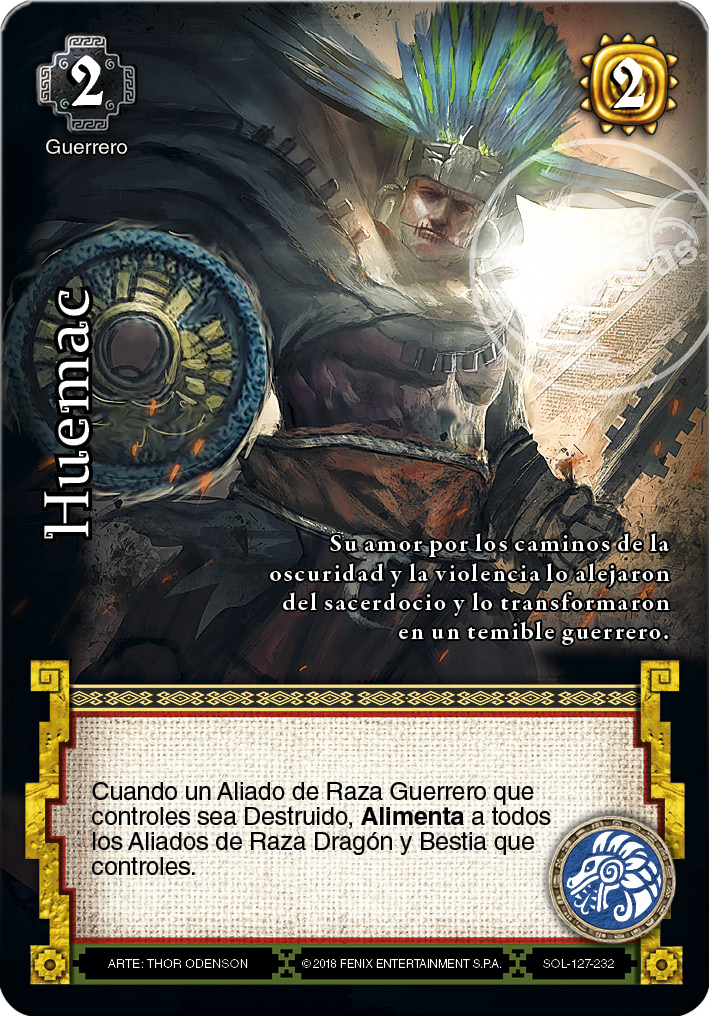 2
2
Guerrero
Huemac
Su amor por los caminos de la
oscuridad y la violencia lo alejaron
del sacerdocio y lo transformaron
en un temible guerrero.
Cuando un Aliado de Raza Guerrero que
controles sea Destruido, Alimenta a todos
los Aliados de Raza Dragón y Bestia que
controles.
ARTE: THOR ODENSON
© 2018 FENIX ENTERTAINMENT S.P.A.
SOL-127-232